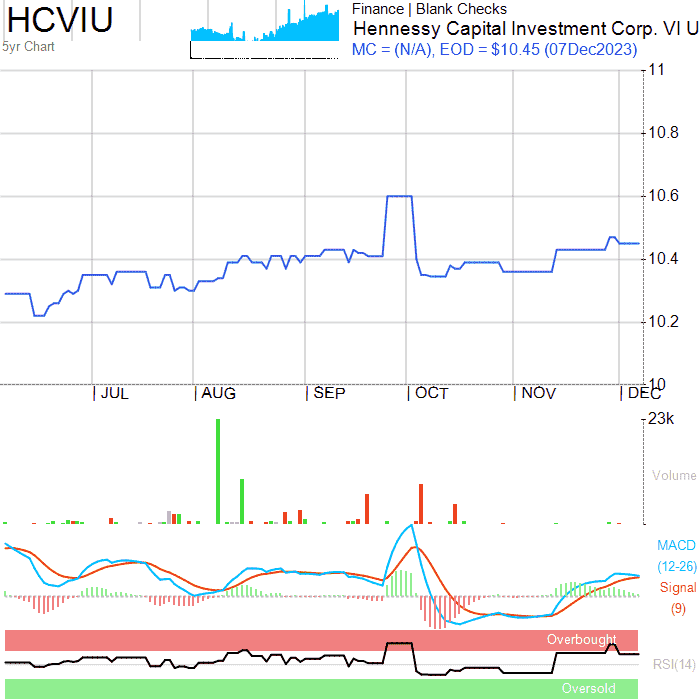 HCVIU
5yr Chart
Finance | Blank Checks
Hennessy Capital Investment Corp. VI U
MC = (N/A), EOD = $10.45 (07Dec2023)
11
10.8
10.6
10.4
10.2
10
JUL AUG SEP OCT NOV DEC
23k
Volume
MACD
(12-26)
Signal
(9)
Overbought
RSI(14)
Oversold